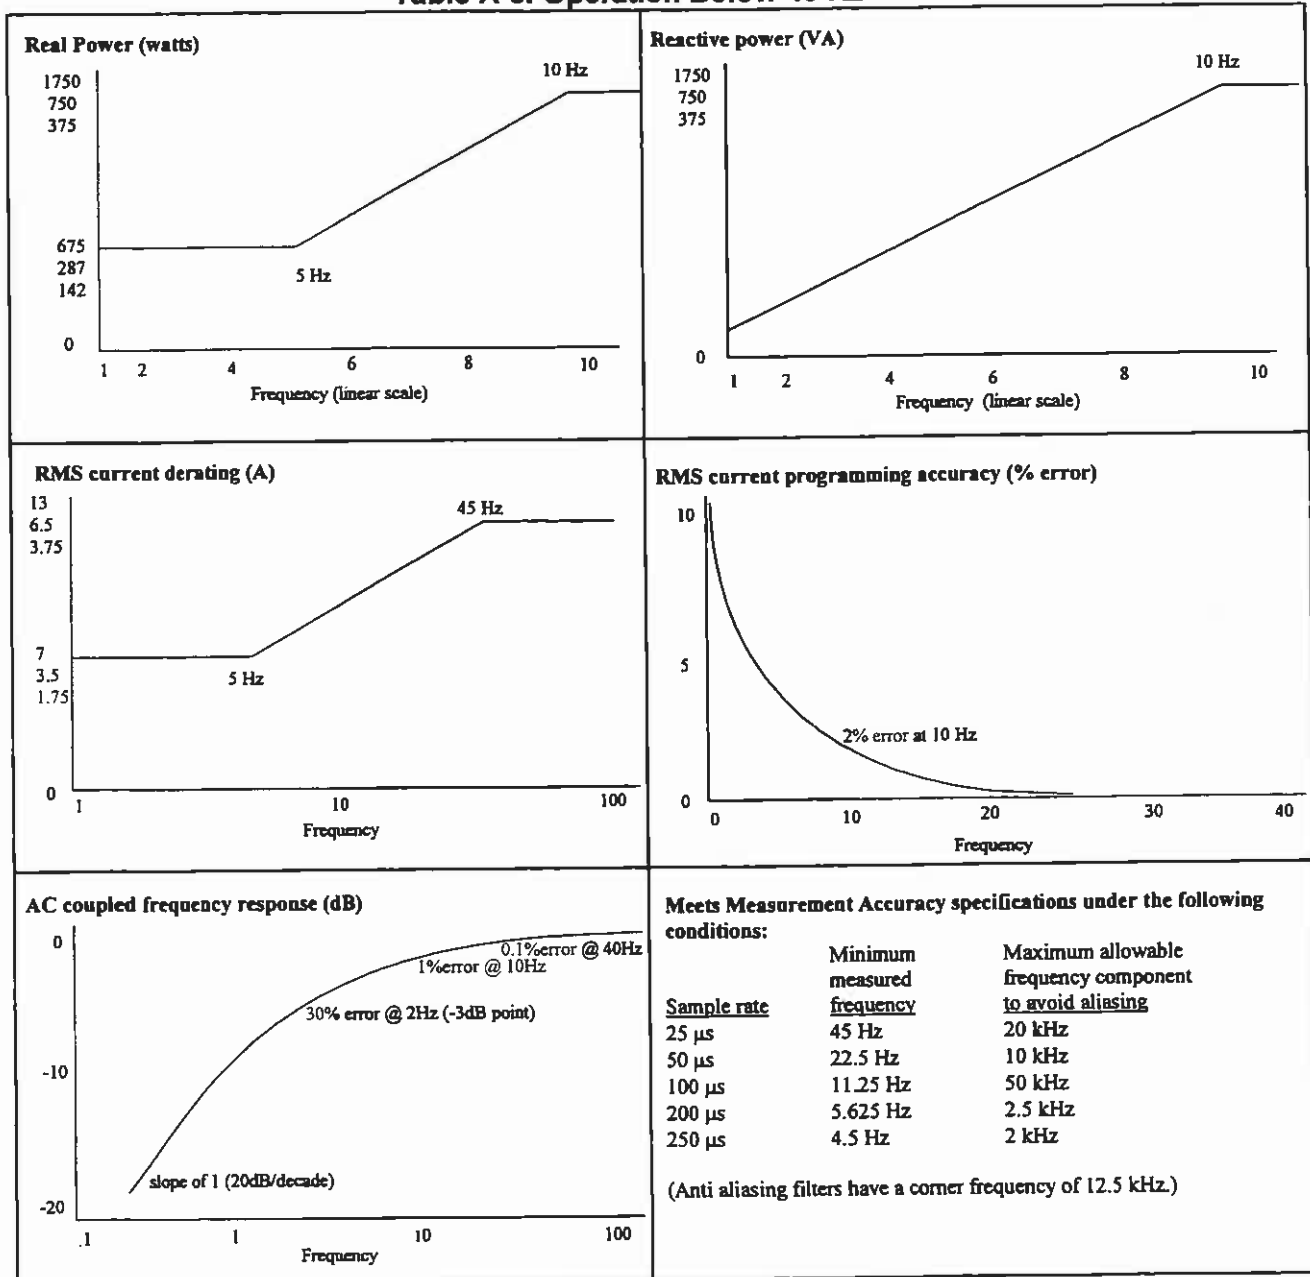 Real Power (watts)
1750
750
375
10 Hz
675
287
142
5 Hz
0
1 2 4 6 8 10
Frequency (linear scale)
Reactive power (VA)
1750
750
375
10 Hz
0
1 2 4 6 8 10
Frequency (linear scale)
RMS current derating (A)
13
6.5
3.75
45 Hz
7
3.5
1.75
5 Hz
0
1 10 100
Frequency
RMS current programming accuracy (% error)
10
5
2% error at 10 Hz
0
0 10 20 30 40
Frequency
AC coupled frequency response (dB)
0
0.1%error @ 40Hz
1%error @ 10Hz
30% error @ 2Hz (-3dB point)
-10
slope of 1 (20dB/decade)
-20
.1 1 10 100
Frequency
Meets Measurement Accuracy specifications under the following
conditions:
Minimum Maximum allowable
measured frequency component
Sample rate frequency to avoid aliasing
25 µs 45 Hz 20 kHz
50 µs 22.5 Hz 10 kHz
100 µs 11.25 Hz 50 kHz
200 µs 5.625 Hz 2.5 kHz
250 µs 4.5 Hz 2 kHz
(Anti aliasing filters have a corner frequency of 12.5 kHz.)